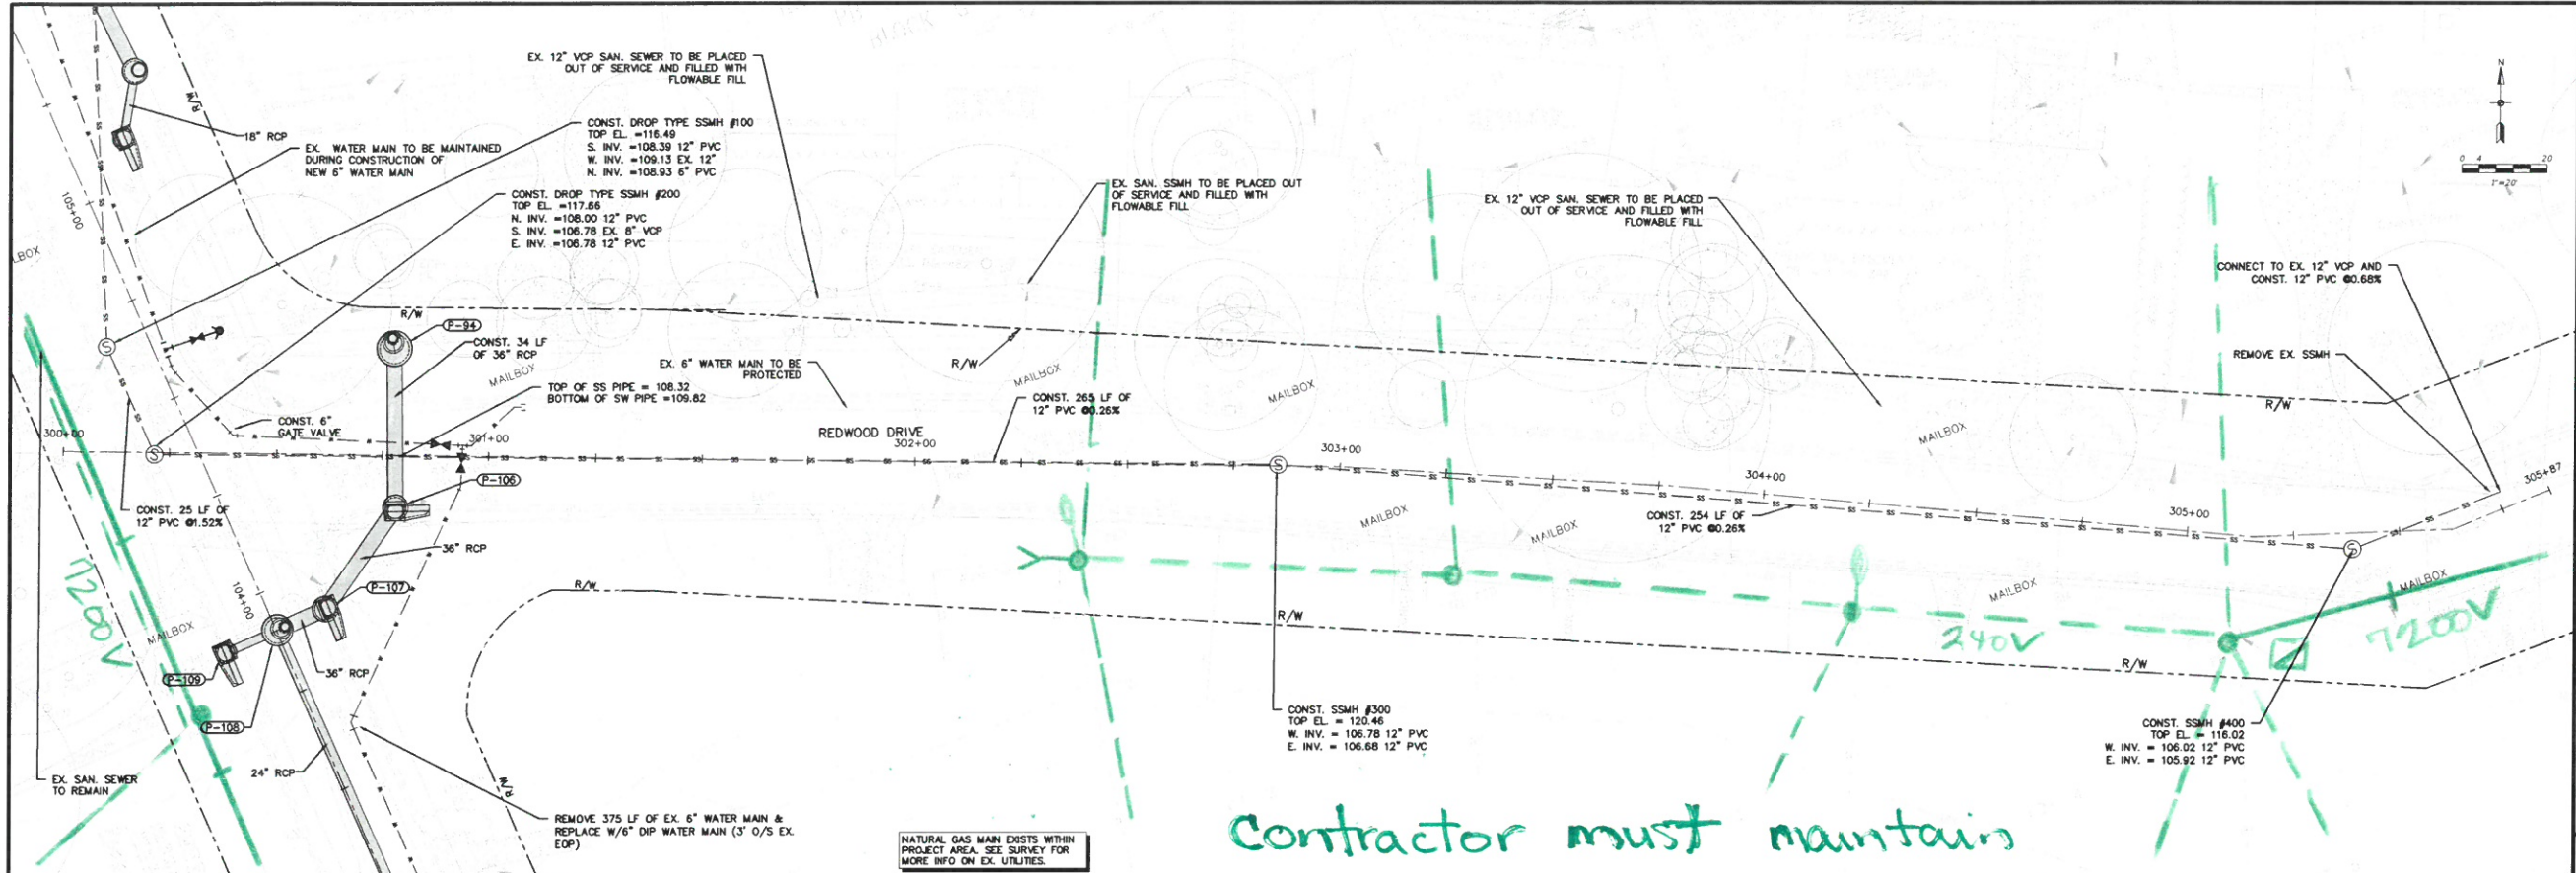 EX. 12" VCP SAN. SEWER TO BE PLACED
OUT OF SERVICE AND FILLED WITH
FLOWABLE FILL
18" RCP
R/W
EX. WATER MAIN TO BE MAINTAINED
DURING CONSTRUCTION OF
NEW 6" WATER MAIN
CONST. DROP TYPE SSMH #100
TOP EL. =116.49
S. INV. =108.39 12" PVC
W. INV. =109.13 EX. 12"
N. INV. =108.93 6" PVC
CONST. DROP TYPE SSMH #200
TOP EL. =117.66
N. INV. =108.00 12" PVC
S. INV. =106.78 EX. 8" VCP
E. INV. =106.78 12" PVC
EX. SAN. SSMH TO BE PLACED OUT
OF SERVICE AND FILLED WITH
FLOWABLE FILL
EX. 12" VCP SAN. SEWER TO BE PLACED
OUT OF SERVICE AND FILLED WITH
FLOWABLE FILL
N
0 4 20
1"=20'
CONNECT TO EX. 12" VCP AND
CONST. 12" PVC @0.68%
REMOVE EX. SSMH
105+00
LBOX
R/W
P-94
CONST. 34 LF
OF 36" RCP
MAILBOX
EX. 6" WATER MAIN TO BE
PROTECTED
R/W
MAILBOX
MAILBOX
TOP OF SS PIPE = 108.32
BOTTOM OF SW PIPE =109.82
CONST. 265 LF OF
12" PVC @0.26%
R/W
MAILBOX
300+00
CONST. 6"
GATE VALVE
301+00
REDWOOD DRIVE
302+00
303+00
304+00
305+00
305+87
P-106
CONST. 25 LF OF
12" PVC @1.52%
MAILBOX
MAILBOX
CONST. 254 LF OF
12" PVC @0.26%
36" RCP
7200V
104+00
P-107
R/W
R/W
MAILBOX
MAILBOX
MAILBOX
240V
7200V
R/W
P-109
36" RCP
P-108
24" RCP
EX. SAN. SEWER
TO REMAIN
R/W
CONST. SSMH #300
TOP EL. = 120.46
W. INV. = 106.78 12" PVC
E. INV. = 106.68 12" PVC
CONST. SSMH #400
TOP EL. = 116.02
W. INV. = 106.02 12" PVC
E. INV. = 105.92 12" PVC
REMOVE 375 LF OF EX. 6" WATER MAIN &
REPLACE W/6" DIP WATER MAIN (3' O/S EX.
EOP)
NATURAL GAS MAIN EXISTS WITHIN
PROJECT AREA. SEE SURVEY FOR
MORE INFO ON EX. UTILITIES.
Contractor must maintain